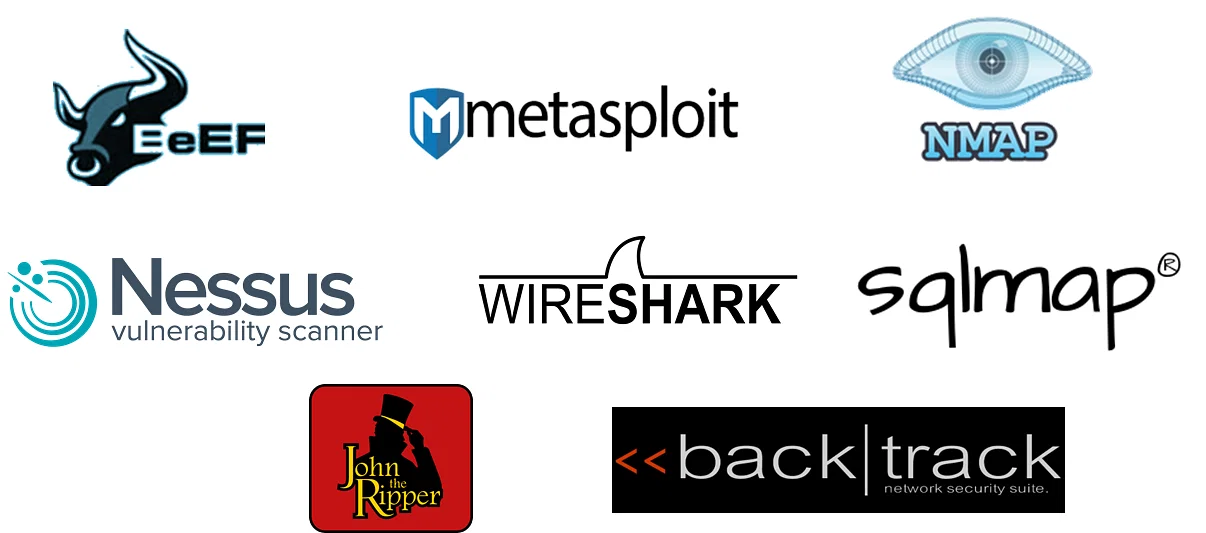 BeEF
metasploit
NMAP
Nessus
vulnerability scanner
WIRESHARK
sqlmap®
John
the
Ripper
<<back|track
network security suite.